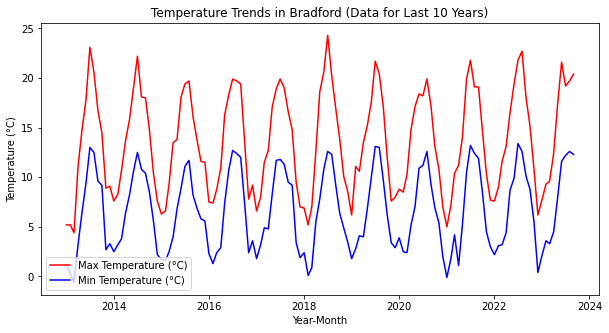 Temperature Trends in Bradford (Data for Last 10 Years)
25
20
15
10
5
0
Temperature (°C)
Max Temperature (°C)
Min Temperature (°C)
2014
2016
2018
2020
2022
2024
Year-Month